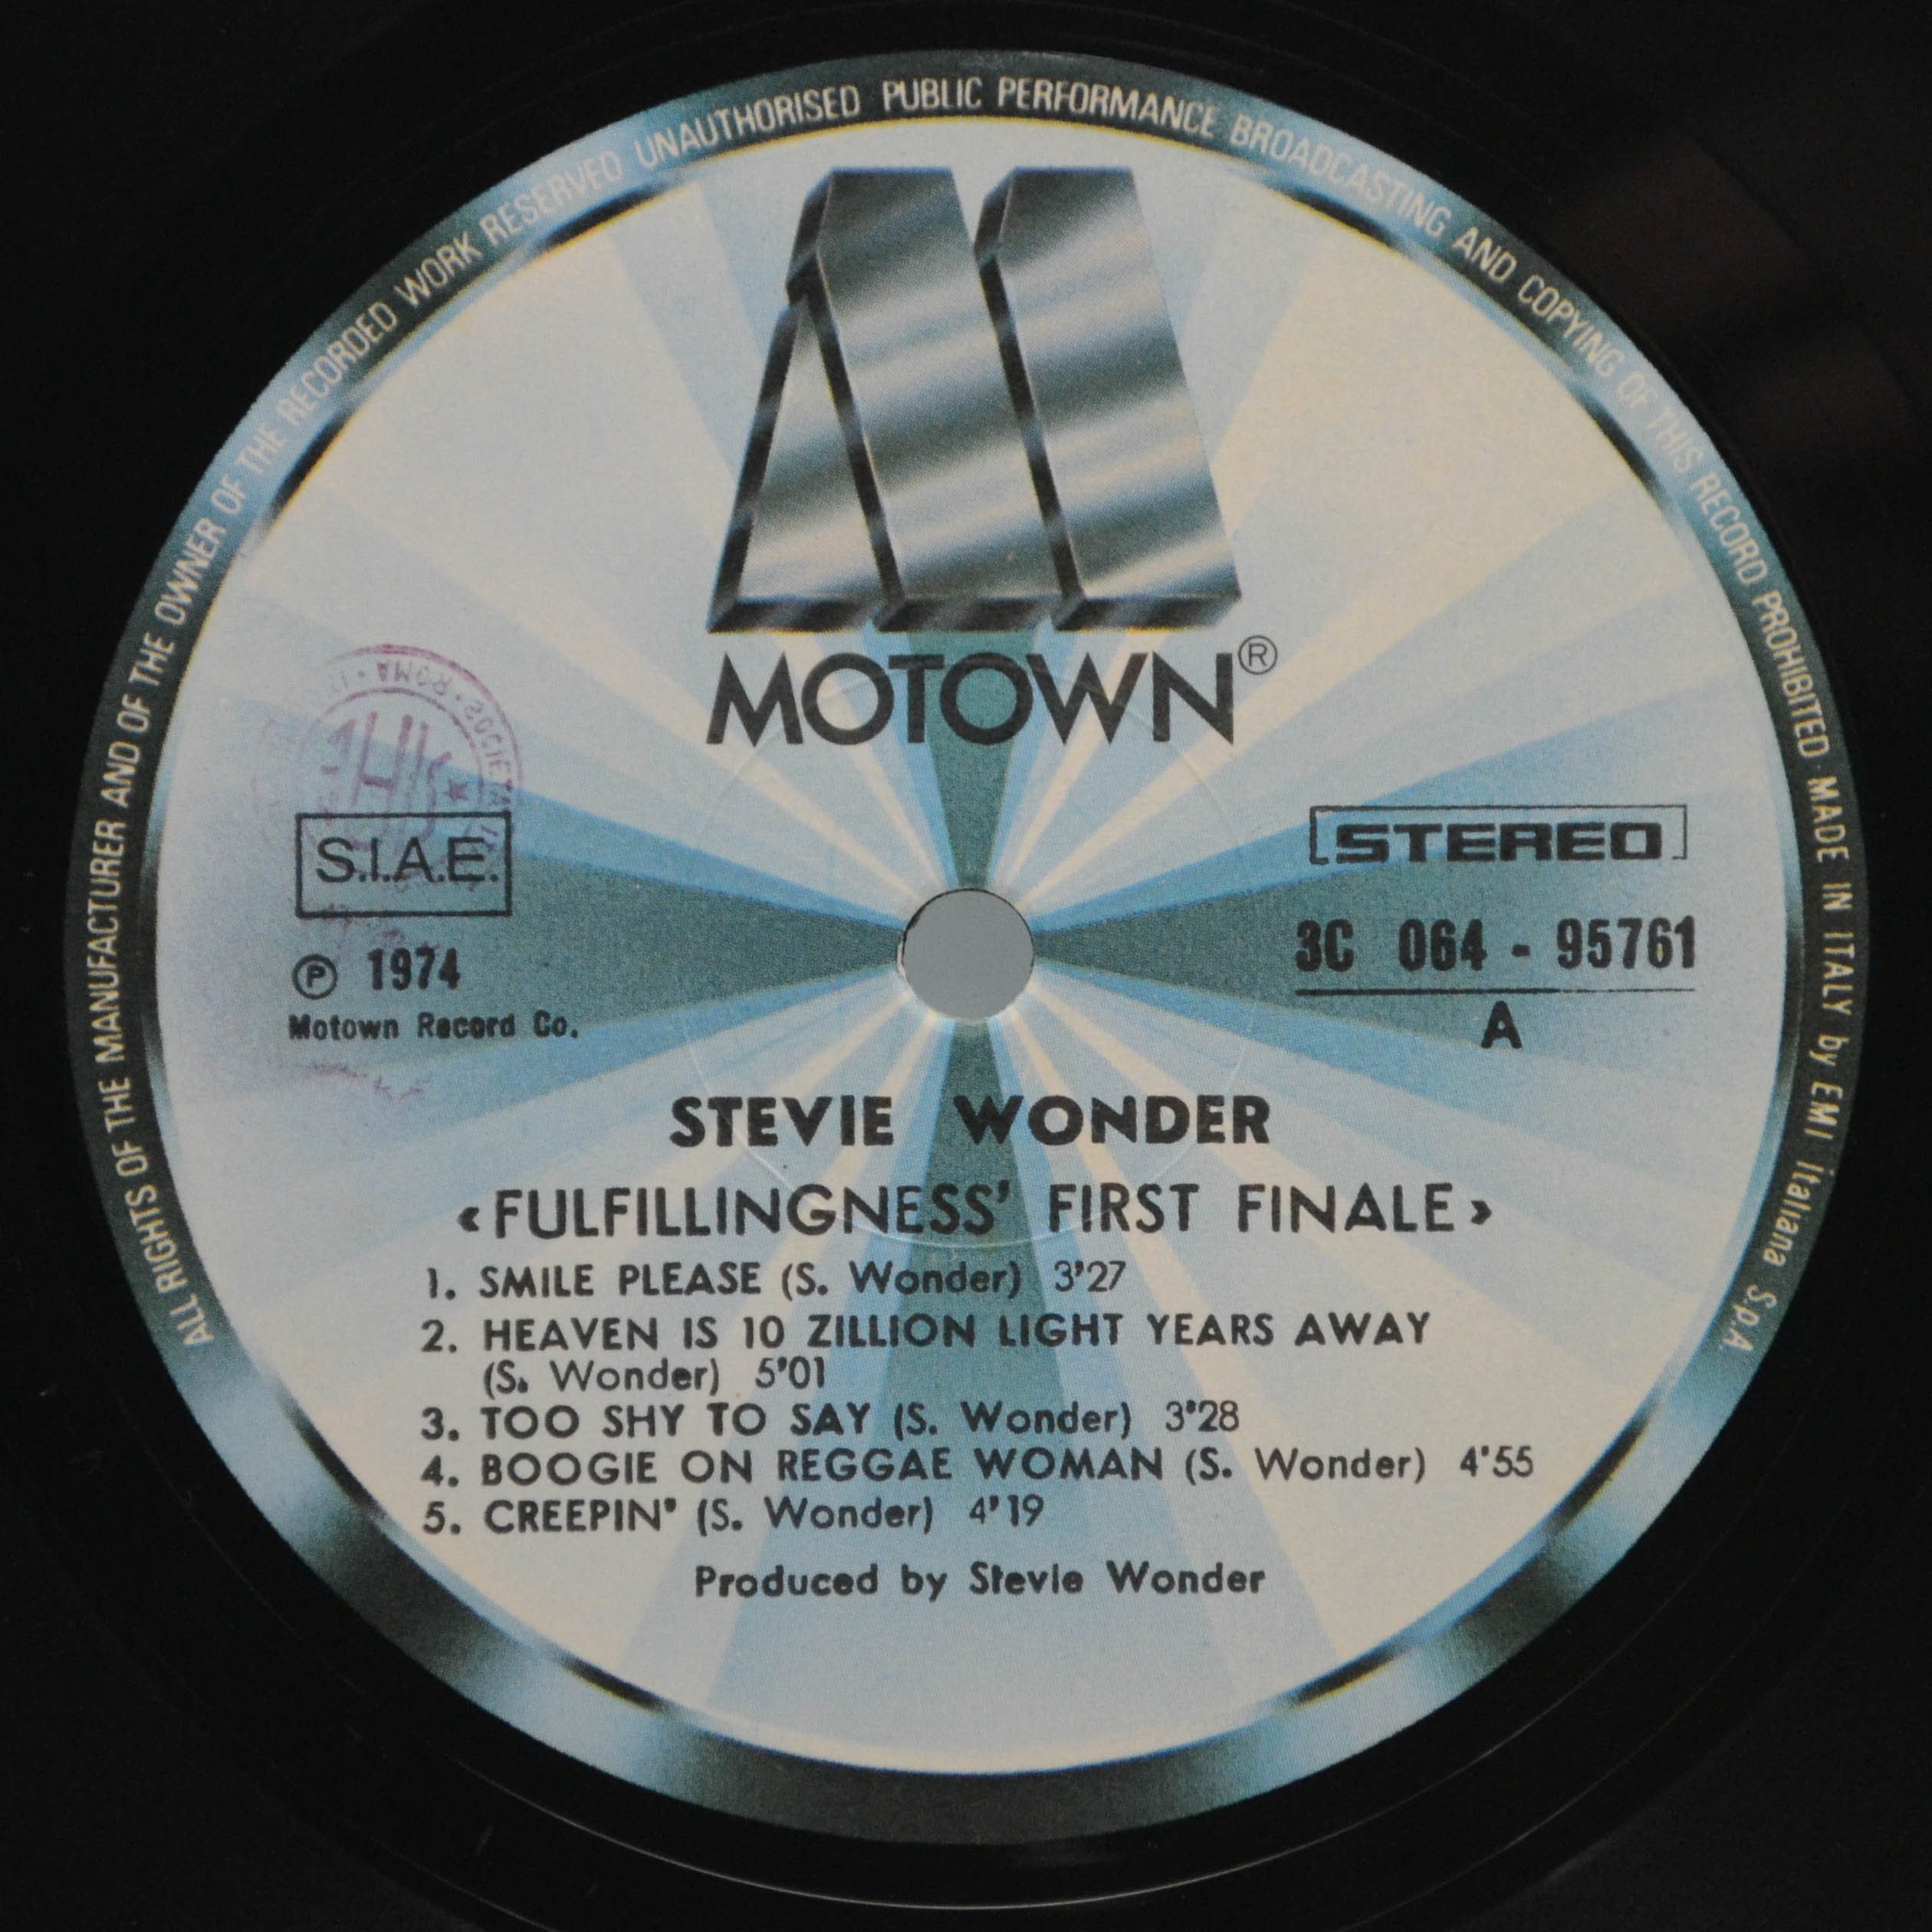 ALL RIGHTS OF THE MANUFACTURER AND OF THE OWNER OF THE RECORDED WORK RESERVED UNAUTHORISED PUBLIC PERFORMANCE BROADCASTING AND COPYING OF THIS RECORD PROHIBITED MADE IN ITALY by EMI italiana S.p.A.
MOTOWN®
SOCIETA ROMA
S.I.A.E.
STEREO
3C 064 - 95761
A
℗ 1974
Motown Record Co.
STEVIE WONDER
‹FULFILLINGNESS' FIRST FINALE›
1. SMILE PLEASE (S. Wonder) 3'27
2. HEAVEN IS 10 ZILLION LIGHT YEARS AWAY
(S. Wonder) 5'01
3. TOO SHY TO SAY (S. Wonder) 3'28
4. BOOGIE ON REGGAE WOMAN (S. Wonder) 4'55
5. CREEPIN' (S. Wonder) 4'19
Produced by Stevie Wonder